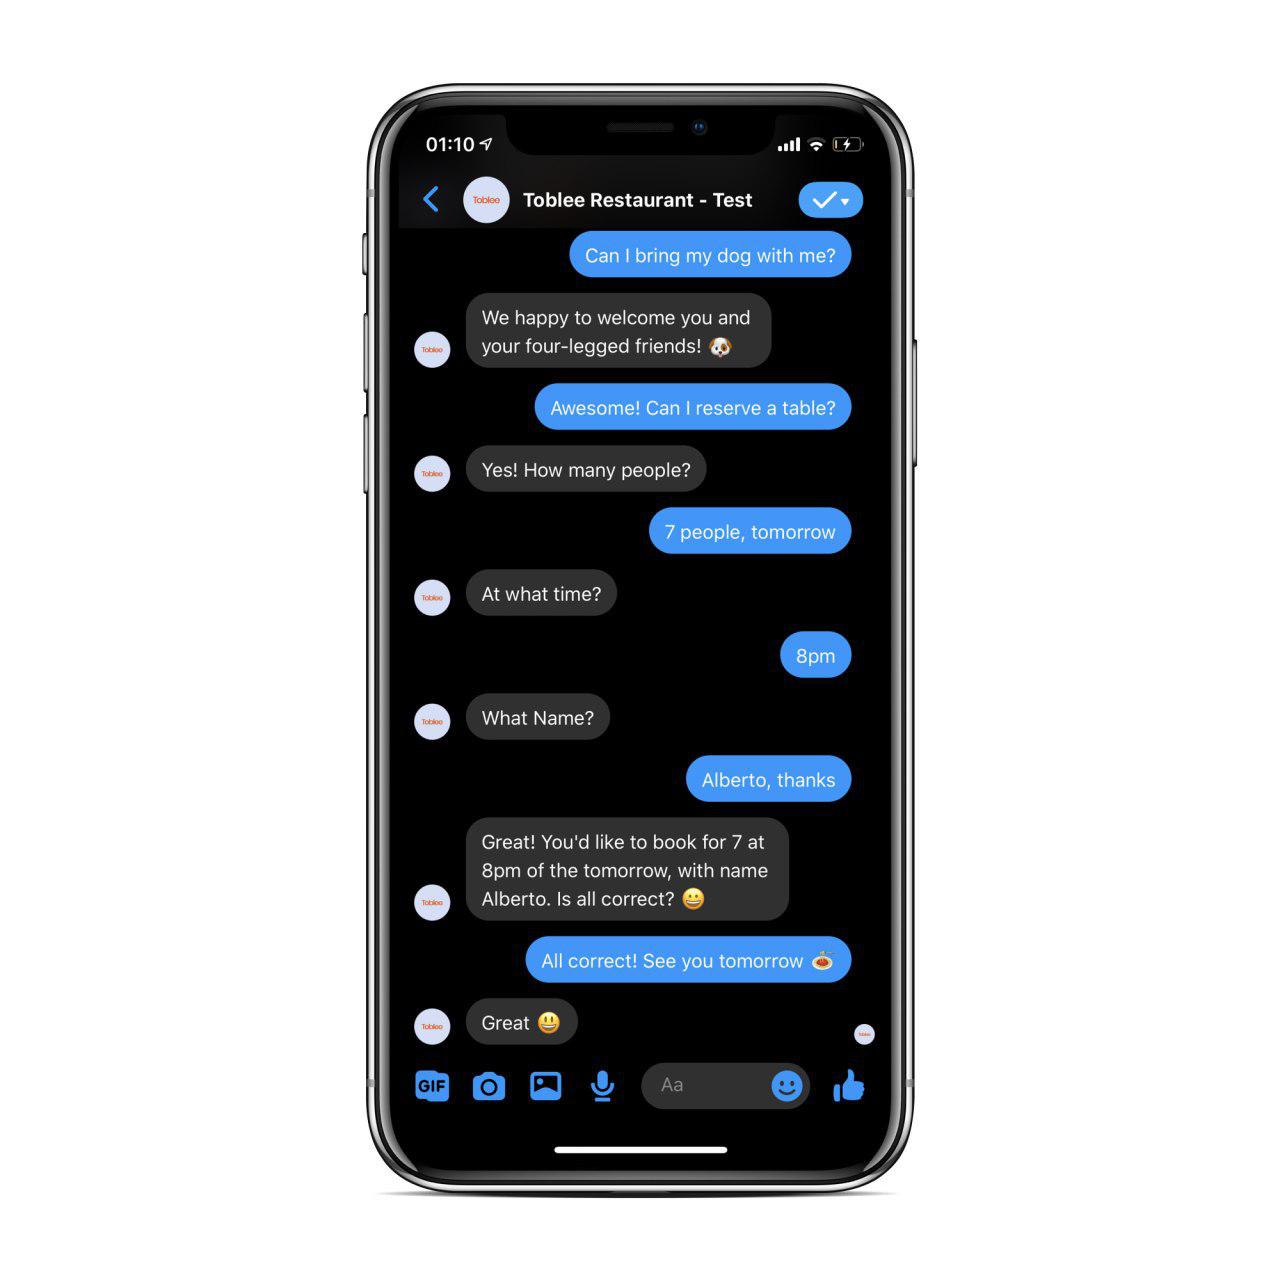 01:10
Toblee
Toblee Restaurant - Test
Can I bring my dog with me?
We happy to welcome you and
your four-legged friends! 🐶
Toblee
Awesome! Can I reserve a table?
Yes! How many people?
Toblee
7 people, tomorrow
At what time?
Toblee
8pm
What Name?
Toblee
Alberto, thanks
Great! You'd like to book for 7 at
8pm of the tomorrow, with name
Alberto. Is all correct? 😀
Toblee
All correct! See you tomorrow 🍝
Great 😃
Toblee
Toblee
GIF
Aa